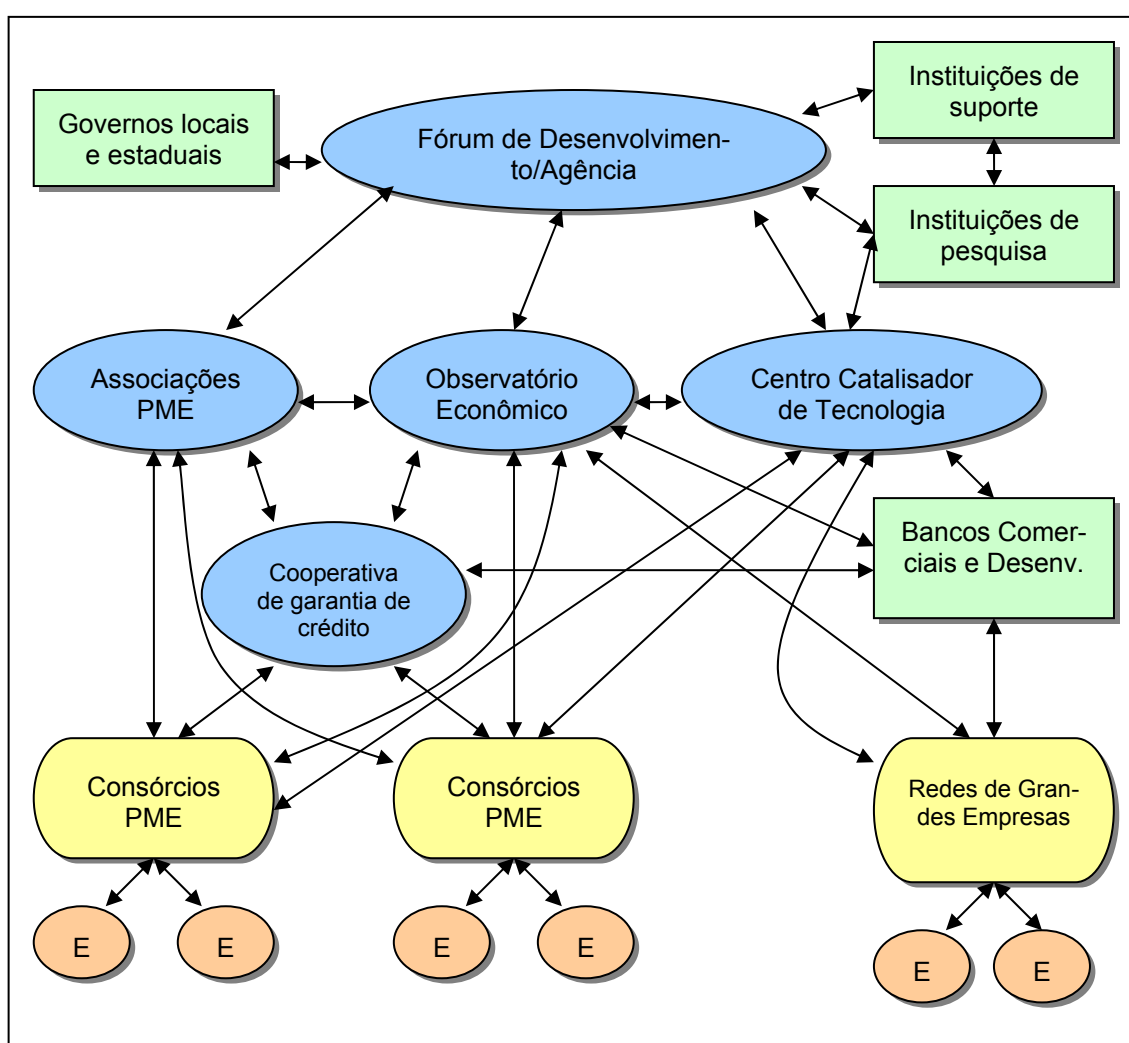 Instituições de
suporte
Governos locais
e estaduais
Fórum de Desenvolvimen-
to/Agência
Instituições de
pesquisa
Associações
PME
Observatório
Econômico
Centro Catalisador
de Tecnologia
Bancos Comer-
ciais e Desenv.
Cooperativa
de garantia de
crédito
Consórcios
PME
Consórcios
PME
Redes de Gran-
des Empresas
E
E
E
E
E
E